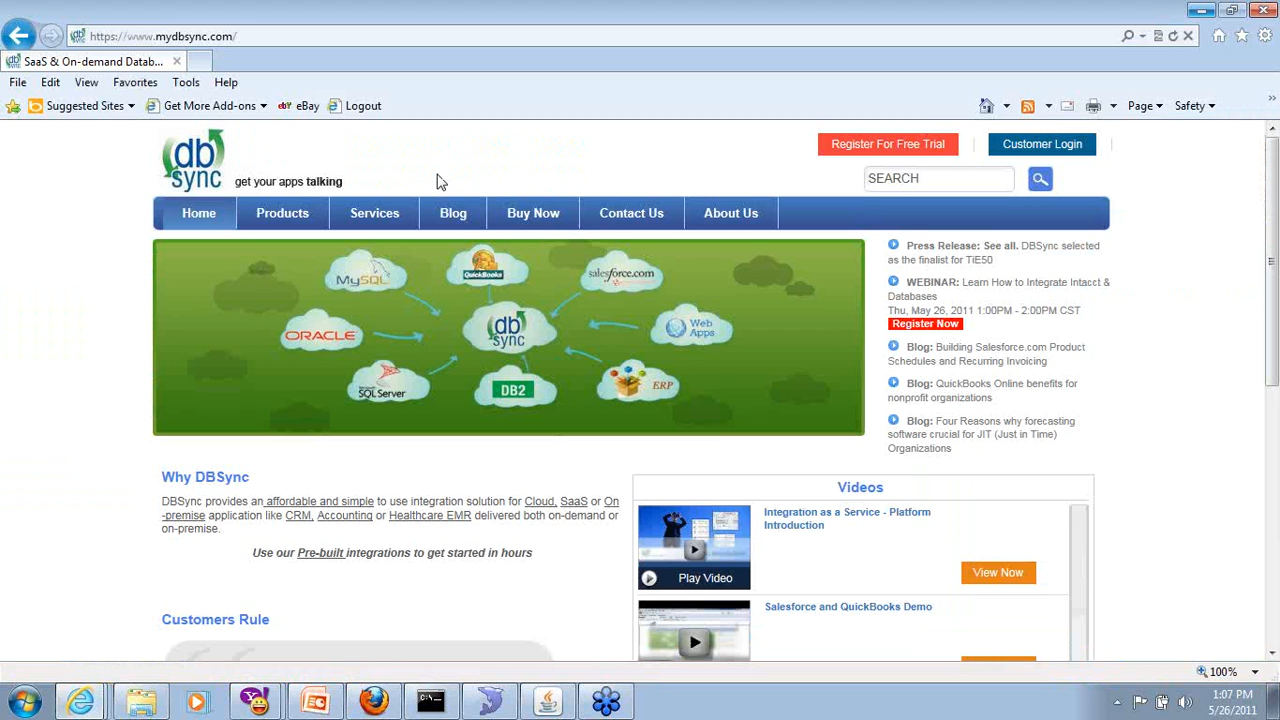 https://www.mydbsync.com/
SaaS & On-demand Datab...
File Edit View Favorites Tools Help
Suggested Sites Get More Add-ons eBay Logout
Page Safety
db sync
get your apps talking
Register For Free Trial
Customer Login
SEARCH
Home Products Services Blog Buy Now Contact Us About Us
MySQL
QuickBooks
salesforce.com
ORACLE
db sync
Web Apps
SQL Server
DB2
ERP
Press Release: See all. DBSync selected
as the finalist for TiE50
WEBINAR: Learn How to Integrate Intacct &
Databases
Thu, May 26, 2011 1:00PM - 2:00PM CST
Register Now
Blog: Building Salesforce.com Product
Schedules and Recurring Invoicing
Blog: QuickBooks Online benefits for
nonprofit organizations
Blog: Four Reasons why forecasting
software crucial for JIT (Just in Time)
Organizations
Why DBSync
DBSync provides an affordable and simple to use integration solution for Cloud, SaaS or On
-premise application like CRM, Accounting or Healthcare EMR delivered both on-demand or
on-premise.
Use our Pre-built integrations to get started in hours
Customers Rule
Videos
Integration as a Service - Platform
Introduction
Play Video
View Now
Salesforce and QuickBooks Demo
100%
1:07 PM
5/26/2011